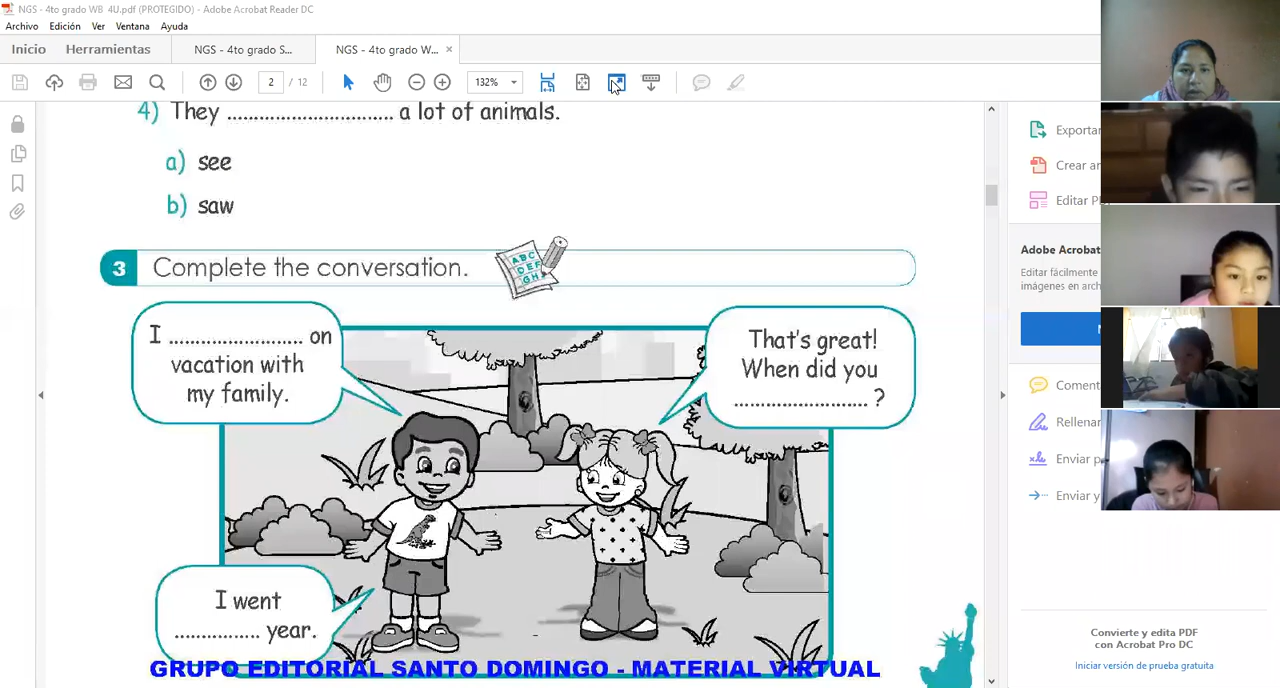 NGS - 4to grado WB 4U.pdf (PROTEGIDO) - Adobe Acrobat Reader DC
Archivo Edición Ver Ventana Ayuda
Inicio Herramientas NGS - 4to grado S... NGS - 4to grado W... ×
2 / 12 132%
4) They .............................. a lot of animals.
a) see
b) saw
3 Complete the conversation.
ABC
DEF
GH
I ........................ on
vacation with
my family.
That's great!
When did you
........................ ?
I went
................ year.
GRUPO EDITORIAL SANTO DOMINGO - MATERIAL VIRTUAL
Exportar
Crear ar
Editar P
Adobe Acrobat
Editar fácilmente
imágenes en arch
Coment
Rellenar
Enviar p
Enviar y
Convierte y edita PDF
con Acrobat Pro DC
Iniciar versión de prueba gratuita